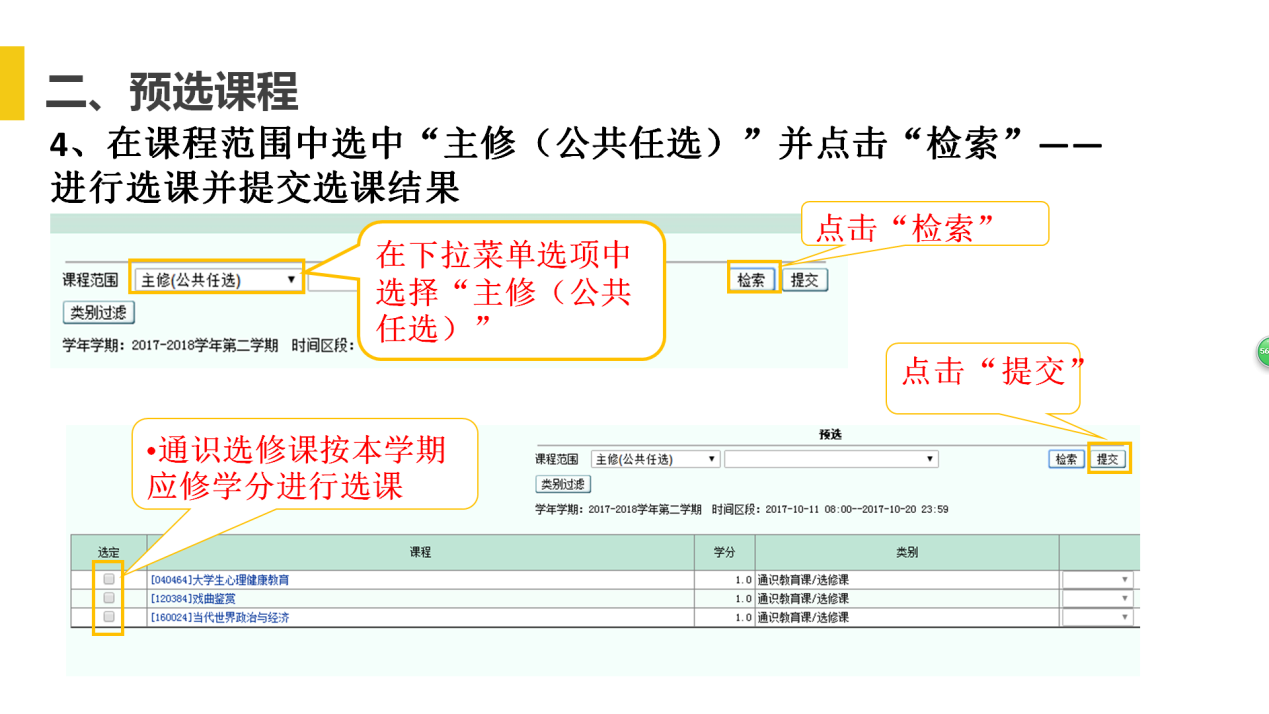 二、预选课程
4、在课程范围中选中“主修（公共任选）”并点击“检索”——
进行选课并提交选课结果
点击“检索”
在下拉菜单选项中
选择“主修（公共
任选）”
课程范围 主修(公共任选) 检索 提交
类别过滤
学年学期：2017-2018学年第二学期 时间区段：
点击“提交”
•通识选修课按本学期
应修学分进行选课
预选
课程范围 主修(公共任选) 检索 提交
类别过滤
学年学期：2017-2018学年第二学期 时间区段：2017-10-11 08:00--2017-10-20 23:59
选定 课程 学分 类别
[040464]大学生心理健康教育 1.0 通识教育课/选修课
[120384]戏曲鉴赏 1.0 通识教育课/选修课
[160024]当代世界政治与经济 1.0 通识教育课/选修课
56